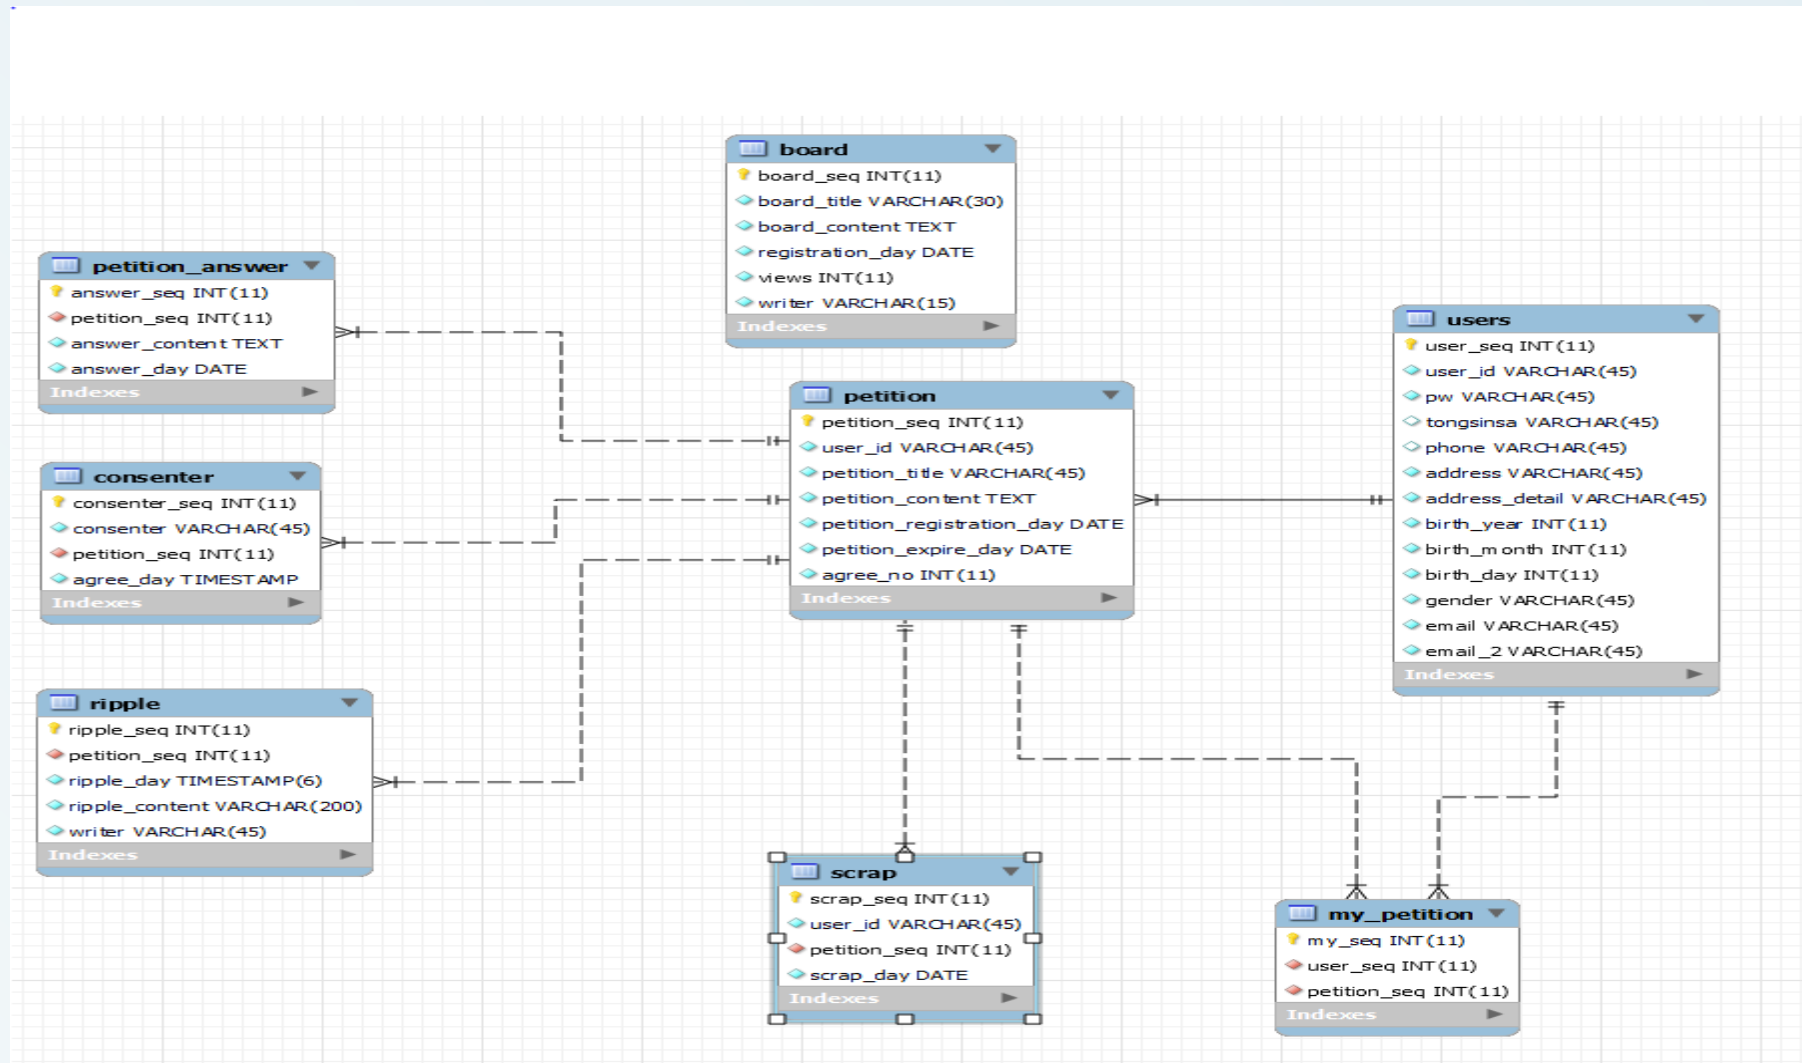 board
board_seq INT(11)
board_title VARCHAR(30)
board_content TEXT
registration_day DATE
views INT(11)
writer VARCHAR(15)
Indexes
petition_answer
answer_seq INT(11)
petition_seq INT(11)
answer_content TEXT
answer_day DATE
Indexes
users
user_seq INT(11)
user_id VARCHAR(45)
pw VARCHAR(45)
tongsinsa VARCHAR(45)
phone VARCHAR(45)
address VARCHAR(45)
address_detail VARCHAR(45)
birth_year INT(11)
birth_month INT(11)
birth_day INT(11)
gender VARCHAR(45)
email VARCHAR(45)
email_2 VARCHAR(45)
Indexes
petition
petition_seq INT(11)
user_id VARCHAR(45)
petition_title VARCHAR(45)
petition_content TEXT
petition_registration_day DATE
petition_expire_day DATE
agree_no INT(11)
Indexes
consenter
consenter_seq INT(11)
consenter VARCHAR(45)
petition_seq INT(11)
agree_day TIMESTAMP
Indexes
ripple
ripple_seq INT(11)
petition_seq INT(11)
ripple_day TIMESTAMP(6)
ripple_content VARCHAR(200)
writer VARCHAR(45)
Indexes
scrap
scrap_seq INT(11)
user_id VARCHAR(45)
petition_seq INT(11)
scrap_day DATE
Indexes
my_petition
my_seq INT(11)
user_seq INT(11)
petition_seq INT(11)
Indexes